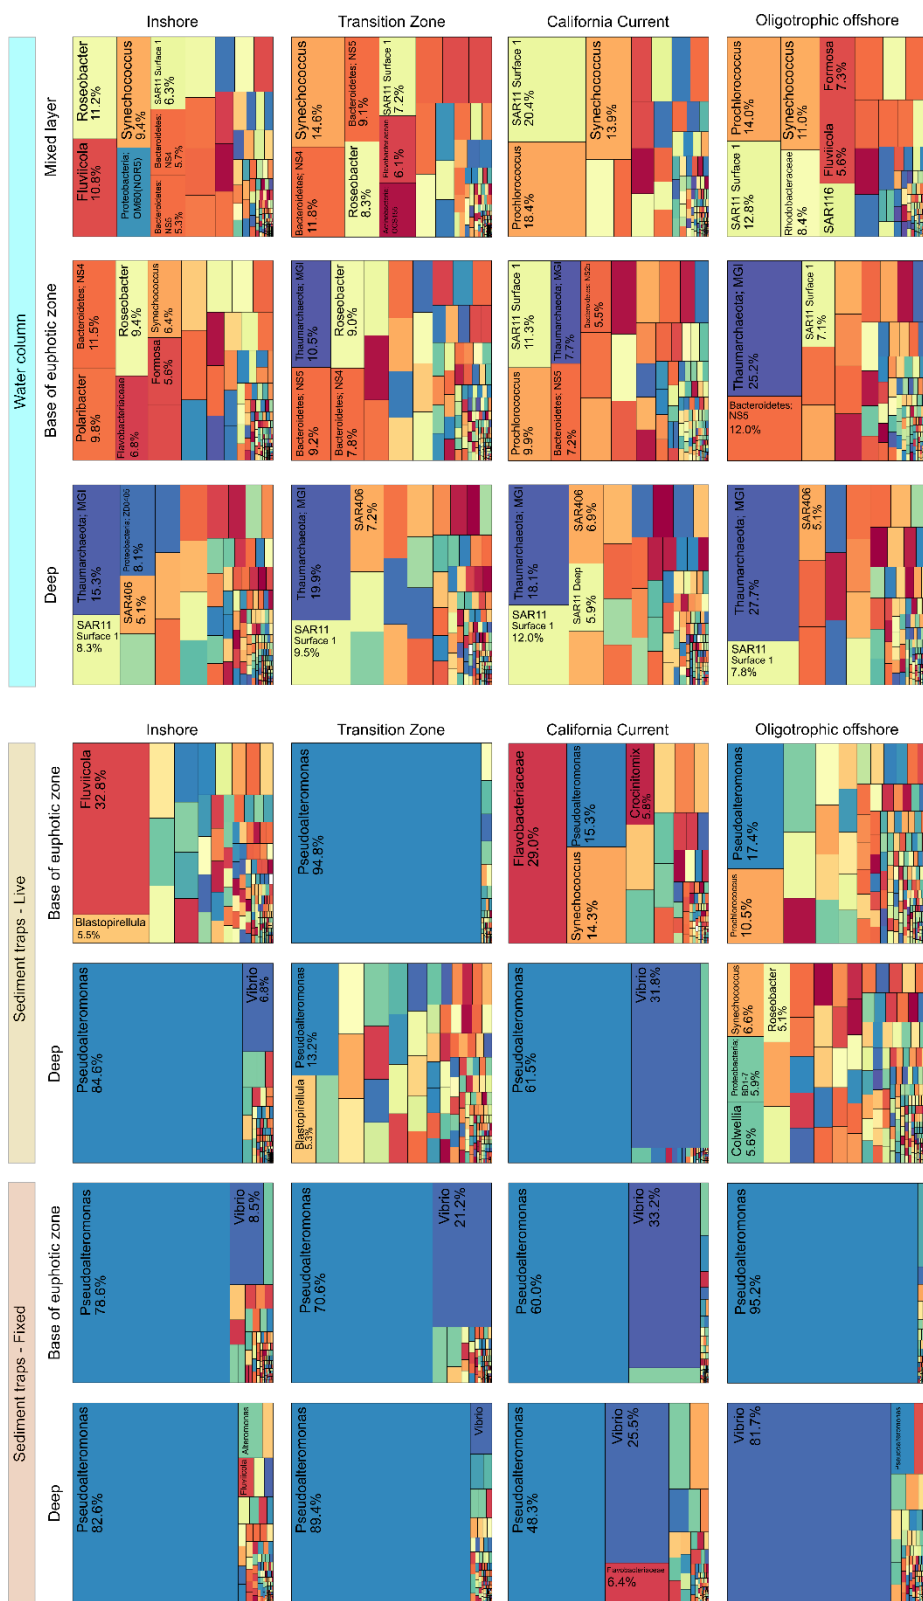 Inshore
Transition Zone
California Current
Oligotrophic offshore
Water column
Mixed layer
Roseobacter
11.2%
Synechococcus
9.4%
SAR11 Surface 1
6.3%
Fluviicola
10.8%
Proteobacteria;
OM60(NOR5)
Bacteroidetes;
NS4
5.7%
Bacteroidetes;
NS5
5.3%
Synechococcus
14.6%
Bacteroidetes; NS5
9.1%
SAR11 Surface 1
7.2%
Bacteroidetes; NS4
11.8%
Roseobacter
8.3%
6.1%
SAR11 Surface 1
20.4%
Synechococcus
13.9%
Prochlorococcus
18.4%
Prochlorococcus
14.0%
Synechococcus
11.0%
Formosa
7.3%
SAR11 Surface 1
12.8%
Rhodobacteraceae
8.4%
Fluviicola
5.6%
SAR116
Base of euphotic zone
Bacteroidetes; NS4
11.5%
Roseobacter
9.4%
Synechococcus
6.4%
Polaribacter
9.8%
Flavobacteriaceae
6.8%
Formosa
5.6%
Thaumarchaeota; MGI
10.5%
Roseobacter
9.0%
Bacteroidetes; NS5
9.2%
Bacteroidetes; NS4
7.8%
SAR11 Surface 1
11.3%
Thaumarchaeota; MGI
7.7%
5.5%
Prochlorococcus
9.9%
Bacteroidetes; NS5
7.2%
Thaumarchaeota; MGI
25.2%
SAR11 Surface 1
7.1%
Bacteroidetes;
NS5
12.0%
Deep
Thaumarchaeota; MGI
15.3%
8.1%
SAR406
5.1%
SAR11
Surface 1
8.3%
Thaumarchaeota; MGI
19.9%
SAR406
7.2%
SAR11
Surface 1
9.5%
Thaumarchaeota; MGI
18.1%
SAR406
6.9%
SAR11 Deep
5.9%
SAR11
Surface 1
12.0%
Thaumarchaeota; MGI
27.7%
SAR406
5.1%
SAR11
Surface 1
7.8%
Inshore
Transition Zone
California Current
Oligotrophic offshore
Sediment traps - Live
Base of euphotic zone
Fluviicola
32.8%
Blastopirellula
5.5%
Pseudoalteromonas
94.8%
Flavobacteriaceae
29.0%
Pseudoalteromonas
15.3%
Crocinitomix
5.8%
Synechococcus
14.3%
Pseudoalteromonas
17.4%
Prochlorococcus
10.5%
Deep
Pseudoalteromonas
84.6%
Vibrio
6.8%
Pseudoalteromonas
13.2%
Blastopirellula
5.3%
Pseudoalteromonas
61.5%
Vibrio
31.8%
Synechococcus
6.6%
Roseobacter
5.1%
Proteobacteria;
BD1-7
5.9%
Colwellia
5.6%
Sediment traps - Fixed
Base of euphotic zone
Pseudoalteromonas
78.6%
Vibrio
8.5%
Pseudoalteromonas
70.6%
Vibrio
21.2%
Pseudoalteromonas
60.0%
Vibrio
33.2%
Pseudoalteromonas
95.2%
Deep
Pseudoalteromonas
82.6%
Alteromonas
Fluviicola
Pseudoalteromonas
89.4%
Vibrio
Pseudoalteromonas
48.3%
Vibrio
25.5%
Flavobacteriaceae
6.4%
Vibrio
81.7%
Pseudoalteromonas